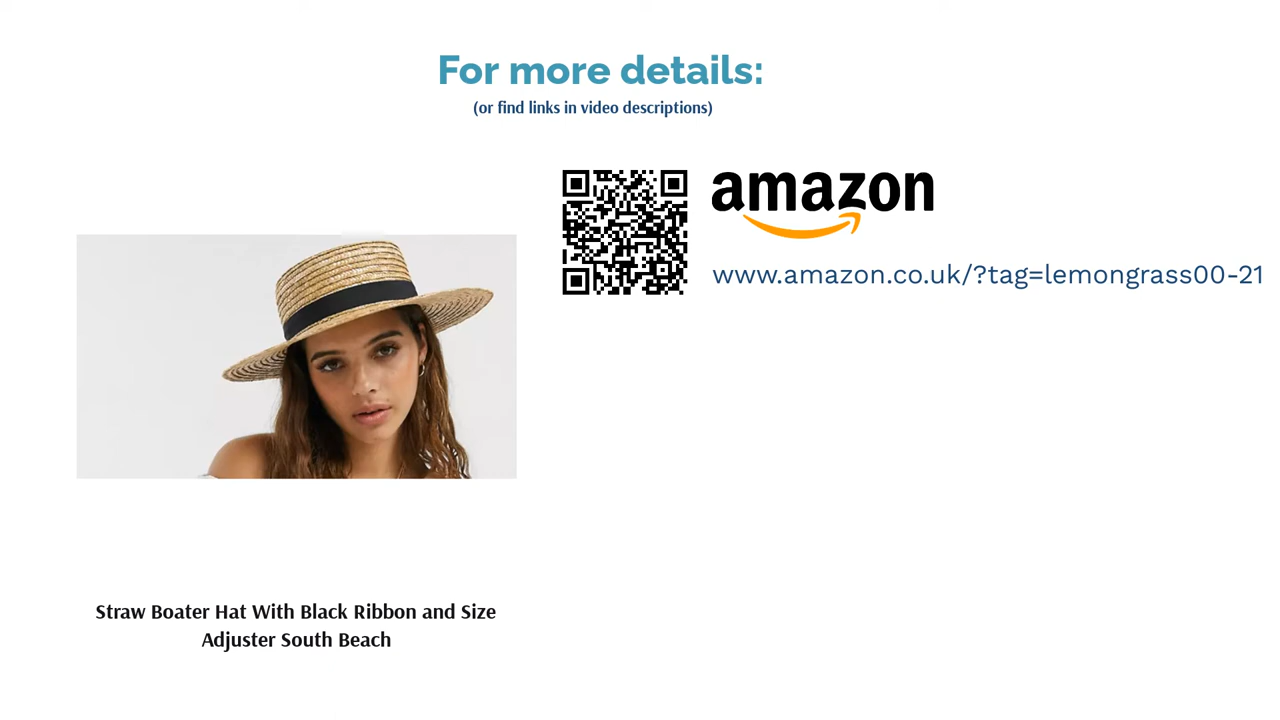 For more details:
(or find links in video descriptions)
amazon
www.amazon.co.uk/?tag=lemongrass00-21
Straw Boater Hat With Black Ribbon and Size
Adjuster South Beach